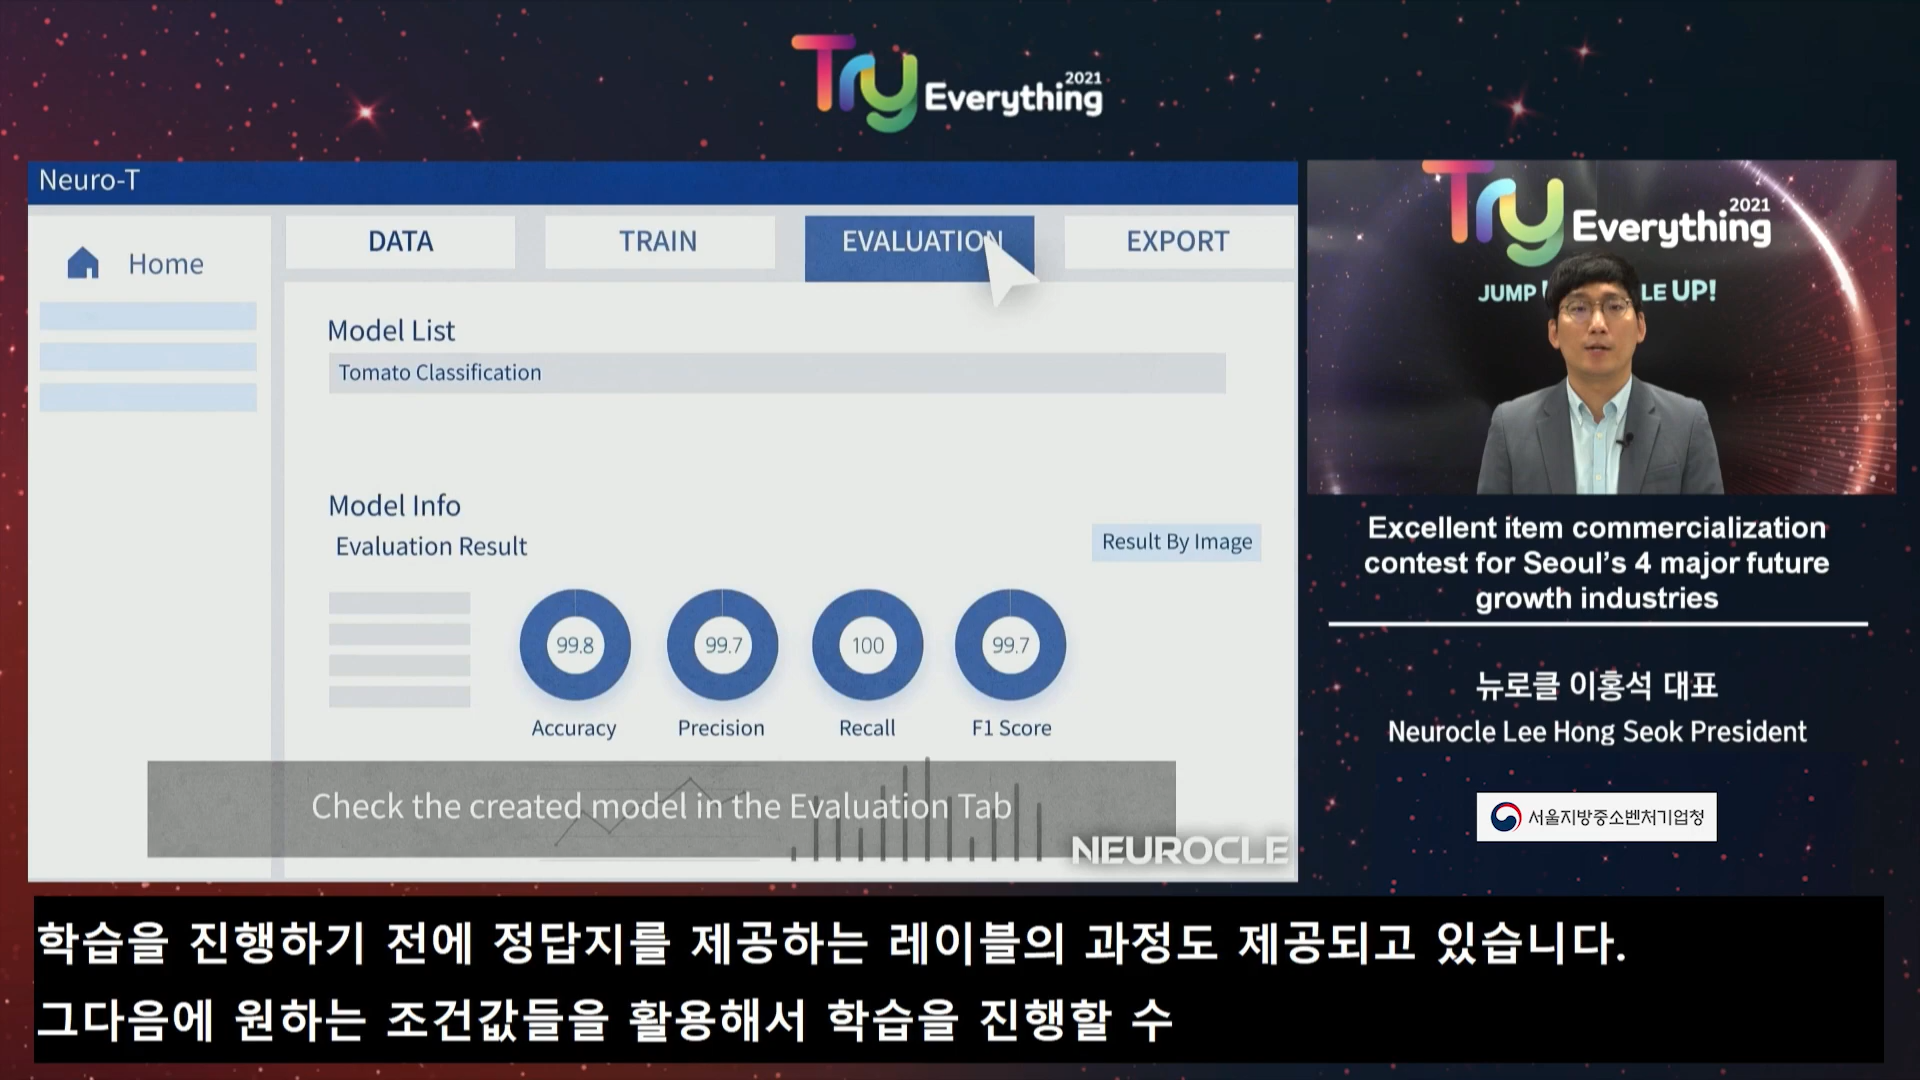 Try 2021
Everything
Neuro-T
Home
DATA
TRAIN
EVALUATION
EXPORT
Model List
Tomato Classification
Model Info
Evaluation Result
Result By Image
99.8
99.7
100
99.7
Accuracy
Precision
Recall
F1 Score
Check the created model in the Evaluation Tab
NEUROCLE
Try 2021
Everything
JUMP
LE UP!
Excellent item commercialization
contest for Seoul’s 4 major future
growth industries
뉴로클 이홍석 대표
Neurocle Lee Hong Seok President
서울지방중소벤처기업청
학습을 진행하기 전에 정답지를 제공하는 레이블의 과정도 제공되고 있습니다.
그다음에 원하는 조건값들을 활용해서 학습을 진행할 수